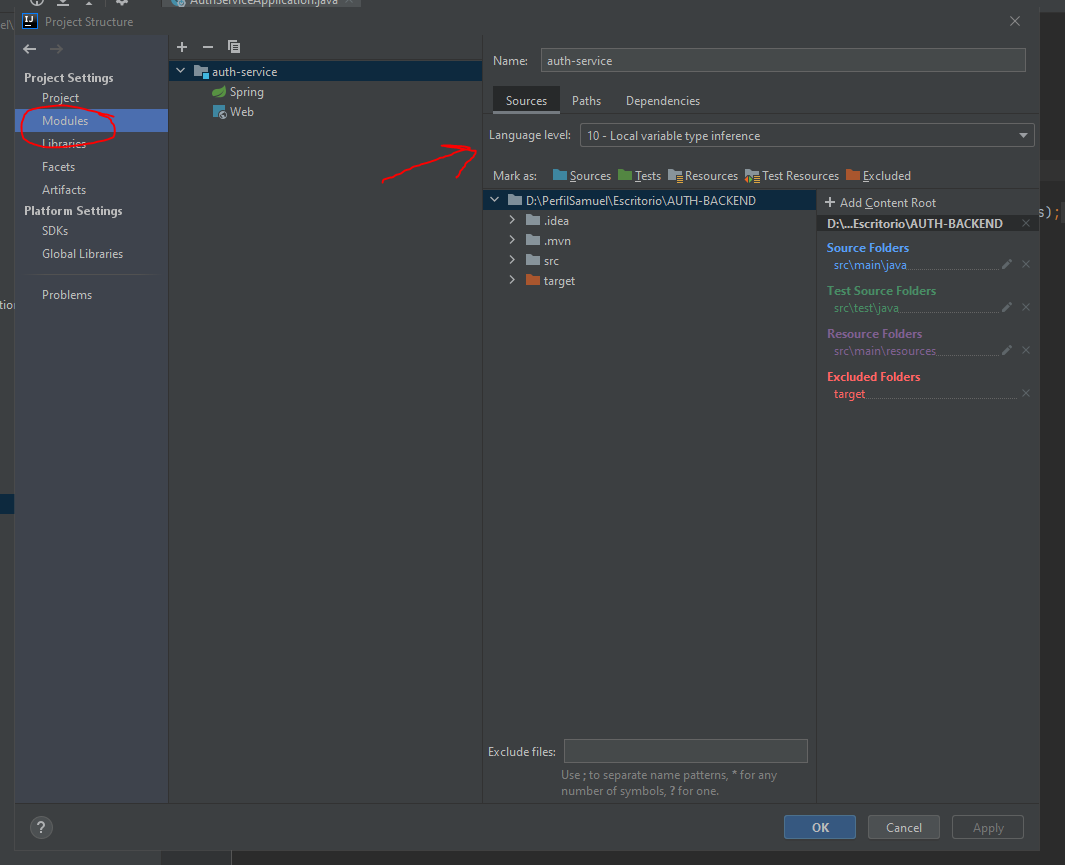 AuthServiceApplication.java
Project Structure
Project Settings
Project
Modules
Libraries
Facets
Artifacts
Platform Settings
SDKs
Global Libraries
Problems
auth-service
Spring
Web
Name: auth-service
Sources Paths Dependencies
Language level: 10 - Local variable type inference
Mark as: Sources Tests Resources Test Resources Excluded
D:\PerfilSamuel\Escritorio\AUTH-BACKEND
.idea
.mvn
src
target
+ Add Content Root
D:\...Escritorio\AUTH-BACKEND
Source Folders
src\main\java
Test Source Folders
src\test\java
Resource Folders
src\main\resources
Excluded Folders
target
s);
Exclude files:
Use ; to separate name patterns, * for any
number of symbols, ? for one.
? OK Cancel Apply